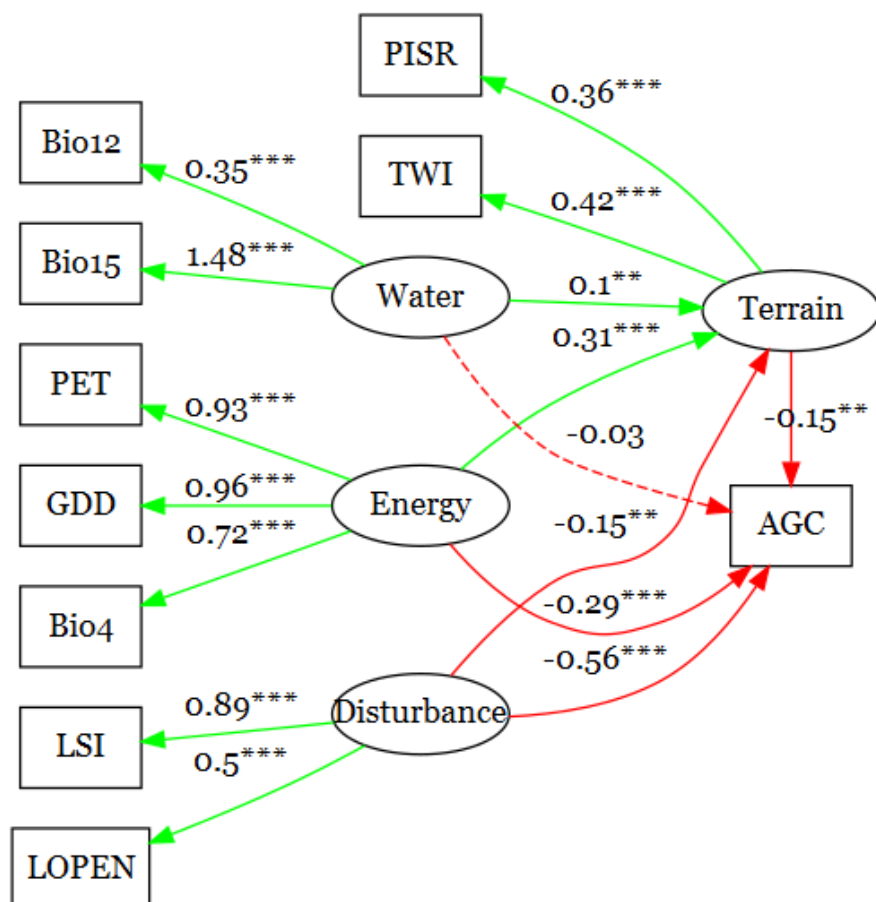 PISR
0.36***
Bio12
0.35***
TWI
0.42***
Bio15
1.48***
Water
0.1**
Terrain
0.31***
PET
0.93***
-0.03
-0.15**
GDD
0.96***
Energy
AGC
0.72***
-0.15**
Bio4
-0.29***
-0.56***
LSI
0.89***
Disturbance
0.5***
LOPEN